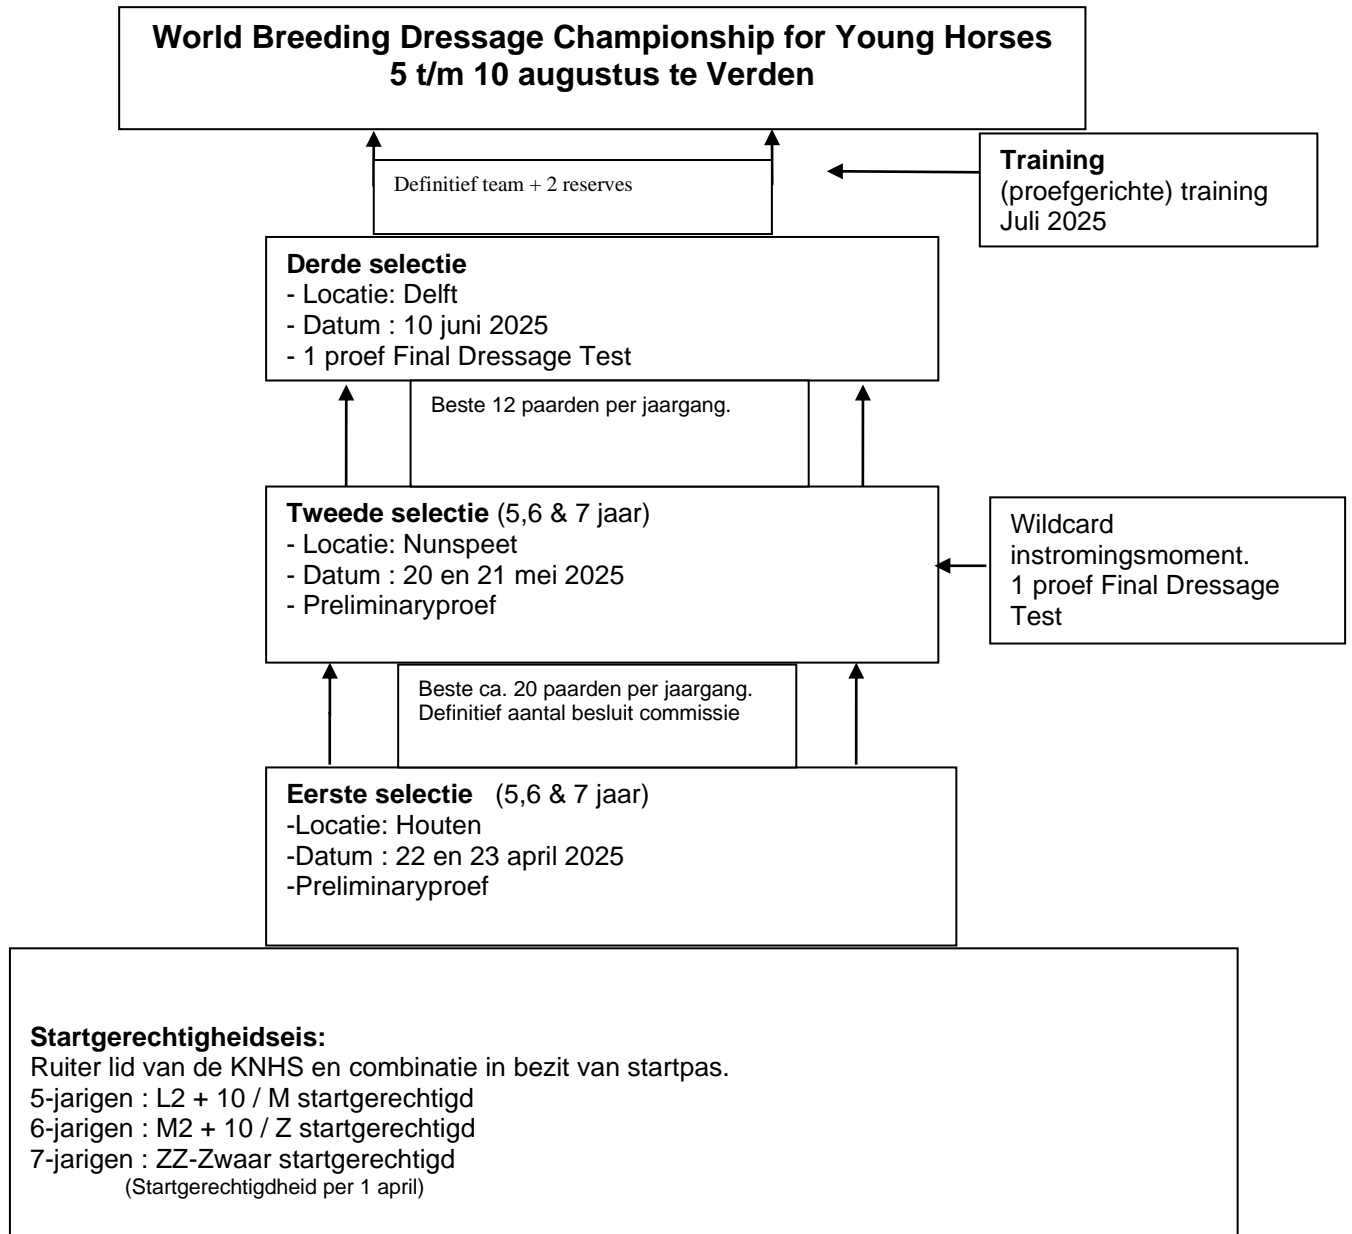 World Breeding Dressage Championship for Young Horses
5 t/m 10 augustus te Verden
Training
(proefgerichte) training
Juli 2025
Definitief team + 2 reserves
Derde selectie
- Locatie: Delft
- Datum : 10 juni 2025
- 1 proef Final Dressage Test
Beste 12 paarden per jaargang.
Tweede selectie (5,6 & 7 jaar)
- Locatie: Nunspeet
- Datum : 20 en 21 mei 2025
- Preliminaryproef
Wildcard
instromingsmoment.
1 proef Final Dressage
Test
Beste ca. 20 paarden per jaargang.
Definitief aantal besluit commissie
Eerste selectie (5,6 & 7 jaar)
-Locatie: Houten
-Datum : 22 en 23 april 2025
-Preliminaryproef
Startgerechtigheidseis:
Ruiter lid van de KNHS en combinatie in bezit van startpas.
5-jarigen : L2 + 10 / M startgerechtigd
6-jarigen : M2 + 10 / Z startgerechtigd
7-jarigen : ZZ-Zwaar startgerechtigd
(Startgerechtigdheid per 1 april)